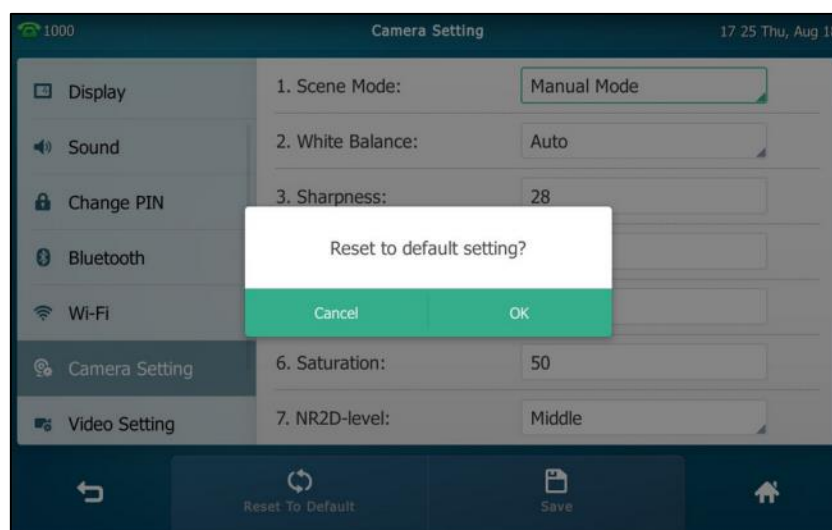 1000 Camera Setting 17 25 Thu, Aug 18
Display
Sound
Change PIN
Bluetooth
Wi-Fi
Camera Setting
Video Setting
1. Scene Mode: Manual Mode
2. White Balance: Auto
3. Sharpness: 28
6. Saturation: 50
7. NR2D-level: Middle
Reset to default setting?
Cancel OK
Reset To Default Save